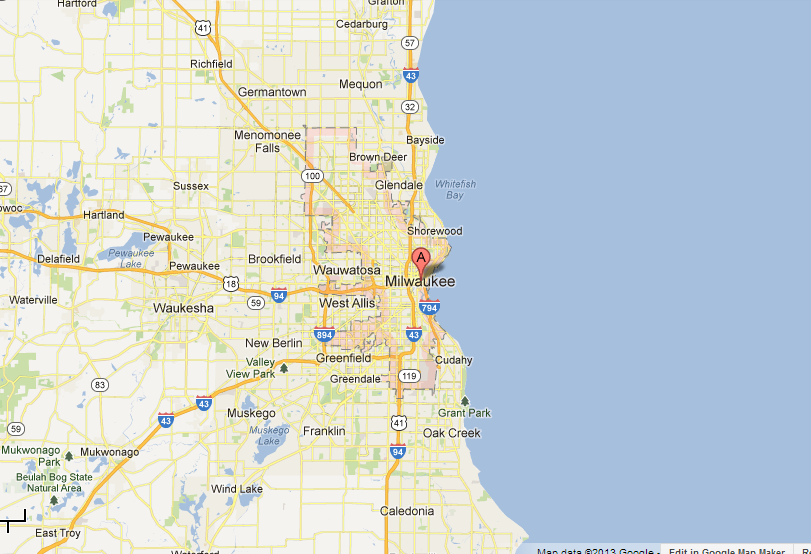 Hartford
Grafton
41
Cedarburg
57
Richfield
43
Mequon
Germantown
32
Menomonee
Falls
Bayside
Brown Deer
100
Glendale
Whitefish
Bay
Sussex
67
Hartland
Shorewood
Pewaukee
Pewaukee
Lake
Delafield
Pewaukee
Brookfield
A
Wauwatosa
Milwaukee
18
94
59
Waterville
Waukesha
West Allis
794
894
43
New Berlin
Greenfield
Cudahy
Valley
View Park
Greendale
119
83
43
43
Muskego
Grant Park
41
59
Muskego
Lake
Franklin
Oak Creek
Mukwonago
Park
Mukwonago
94
Beulah Bog State
Natural Area
Wind Lake
Caledonia
East Troy
Waterford
Map data ©2013 Google -
Edit in Google Map Maker